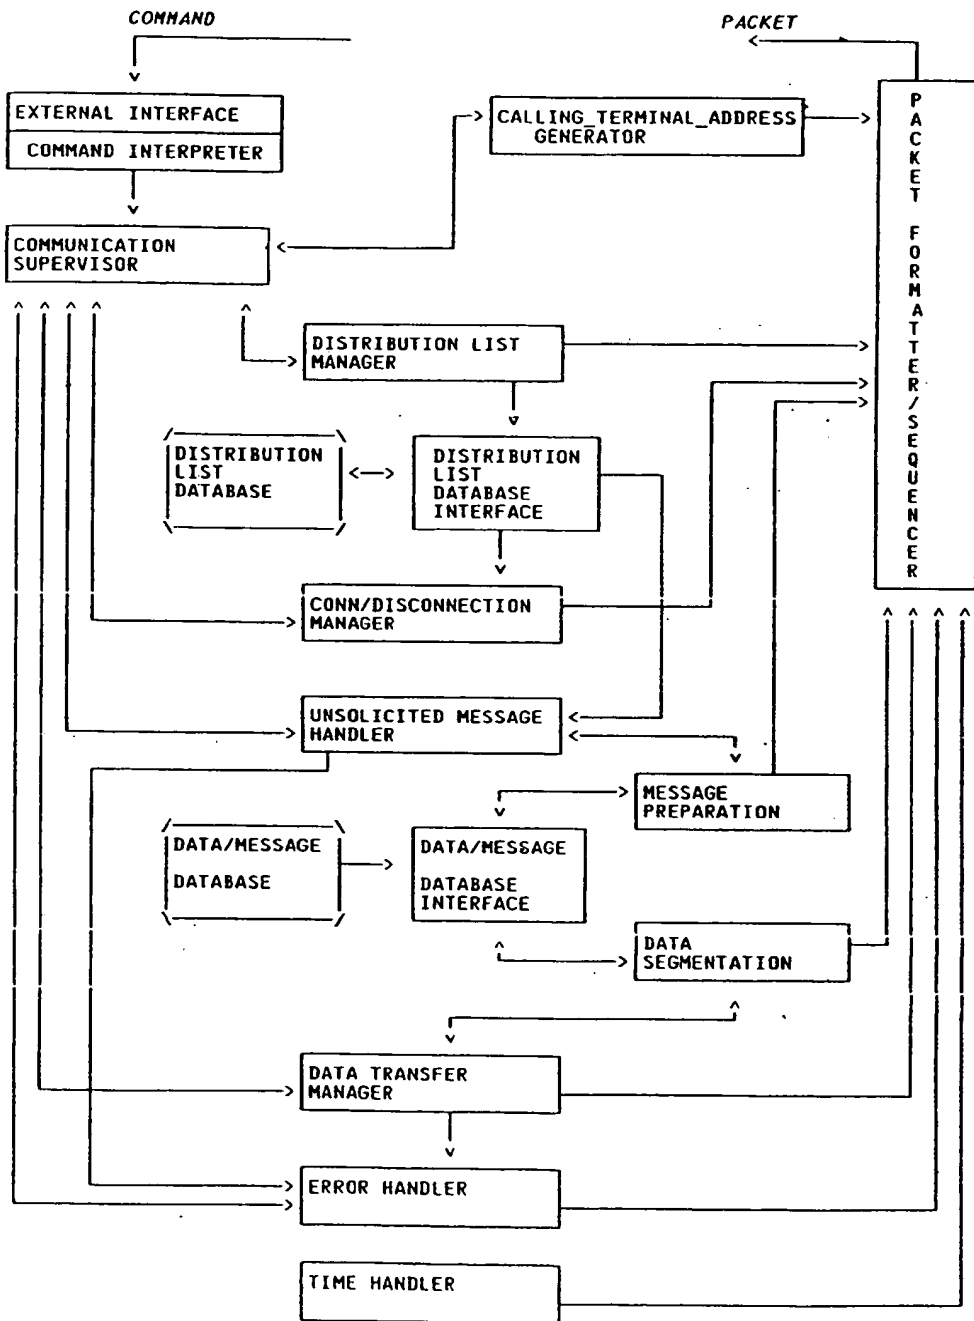 COMMAND
PACKET
EXTERNAL INTERFACE
COMMAND INTERPRETER
CALLING_TERMINAL_ADDRESS
GENERATOR
PACKET FORMATTER/SEQUENCER
COMMUNICATION
SUPERVISOR
DISTRIBUTION LIST
MANAGER
DISTRIBUTION
LIST
DATABASE
DISTRIBUTION
LIST
DATABASE
INTERFACE
CONN/DISCONNECTION
MANAGER
UNSOLICITED MESSAGE
HANDLER
MESSAGE
PREPARATION
DATA/MESSAGE
DATABASE
DATA/MESSAGE
DATABASE
INTERFACE
DATA
SEGMENTATION
DATA TRANSFER
MANAGER
ERROR HANDLER
TIME HANDLER